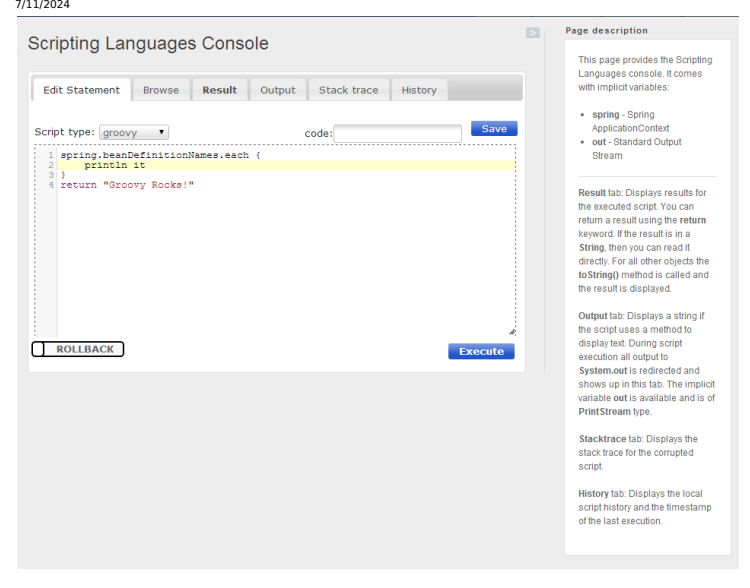 7/11/2024
Scripting Languages Console
>
Edit Statement Browse Result Output Stack trace History
Script type: groovy code: Save
1 spring.beanDefinitionNames.each {
2 println it
3 }
4 return "Groovy Rocks!"
ROLLBACK Execute
Page description
This page provides the Scripting
Languages console. It comes
with implicit variables:
• spring - Spring
ApplicationContext
• out - Standard Output
Stream
Result tab: Displays results for
the executed script. You can
return a result using the return
keyword. If the result is in a
String, then you can read it
directly. For all other objects the
toString() method is called and
the result is displayed.
Output tab: Displays a string if
the script uses a method to
display text. During script
execution all output to
System.out is redirected and
shows up in this tab. The implicit
variable out is available and is of
PrintStream type.
Stacktrace tab: Displays the
stack trace for the corrupted
script.
History tab: Displays the local
script history and the timestamp
of the last execution.